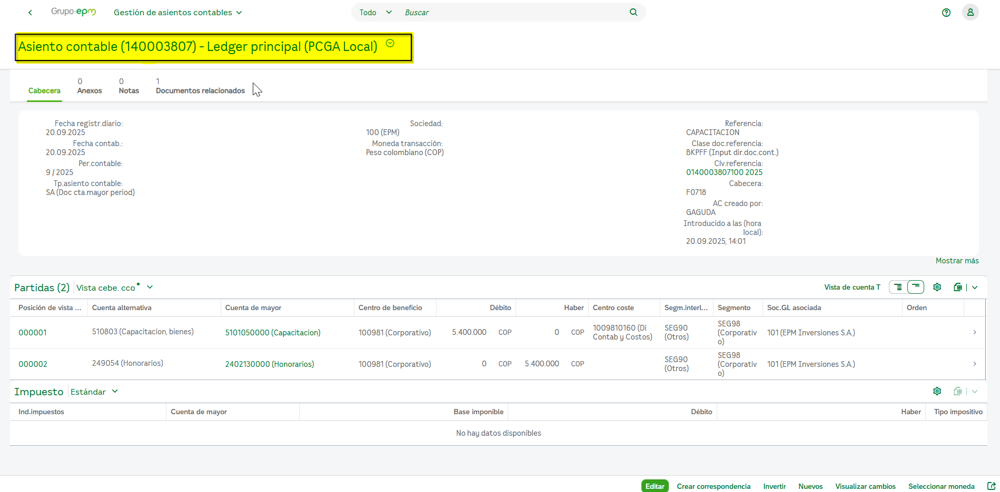 Grupo·epm Gestión de asientos contables Todo Buscar
Asiento contable (140003807) - Ledger principal (PCGA Local)
0 0 1
Cabecera Anexos Notas Documentos relacionados
Fecha registr.diario:
20.09.2025
Fecha contab.:
20.09.2025
Per.contable:
9 / 2025
Tp.asiento contable:
SA (Doc cta.mayor period)
Sociedad:
100 (EPM)
Moneda transacción:
Peso colombiano (COP)
Referencia:
CAPACITACION
Clase doc.referencia:
BKPFF (Input dir.doc.cont.)
Clv.referencia:
0140003807100 2025
Cabecera:
F0718
AC creado por:
GAGUDA
Introducido a las (hora
local):
20.09.2025, 14:01
Mostrar más
Partidas (2) Vista cebe. cco Vista de cuenta T
Posición de vista ... Cuenta alternativa Cuenta de mayor Centro de beneficio Débito Haber Centro coste Segm.interl... Segmento Soc.GL asociada Orden
000001 510803 (Capacitacion, bienes) 5101050000 (Capacitacion) 100981 (Corporativo) 5.400.000 COP 0 COP 1009810160 (Di
Contab y Costos) SEG90
(Otros) SEG98
(Corporativ
o) 101 (EPM Inversiones S.A.)
000002 249054 (Honorarios) 2402130000 (Honorarios) 100981 (Corporativo) 0 COP 5.400.000 COP SEG90
(Otros) SEG98
(Corporativ
o) 101 (EPM Inversiones S.A.)
Impuesto Estándar
Ind.impuestos Cuenta de mayor Base imponible Débito Haber Tipo impositivo
No hay datos disponibles
Editar Crear correspondencia Invertir Nuevos Visualizar cambios Seleccionar moneda